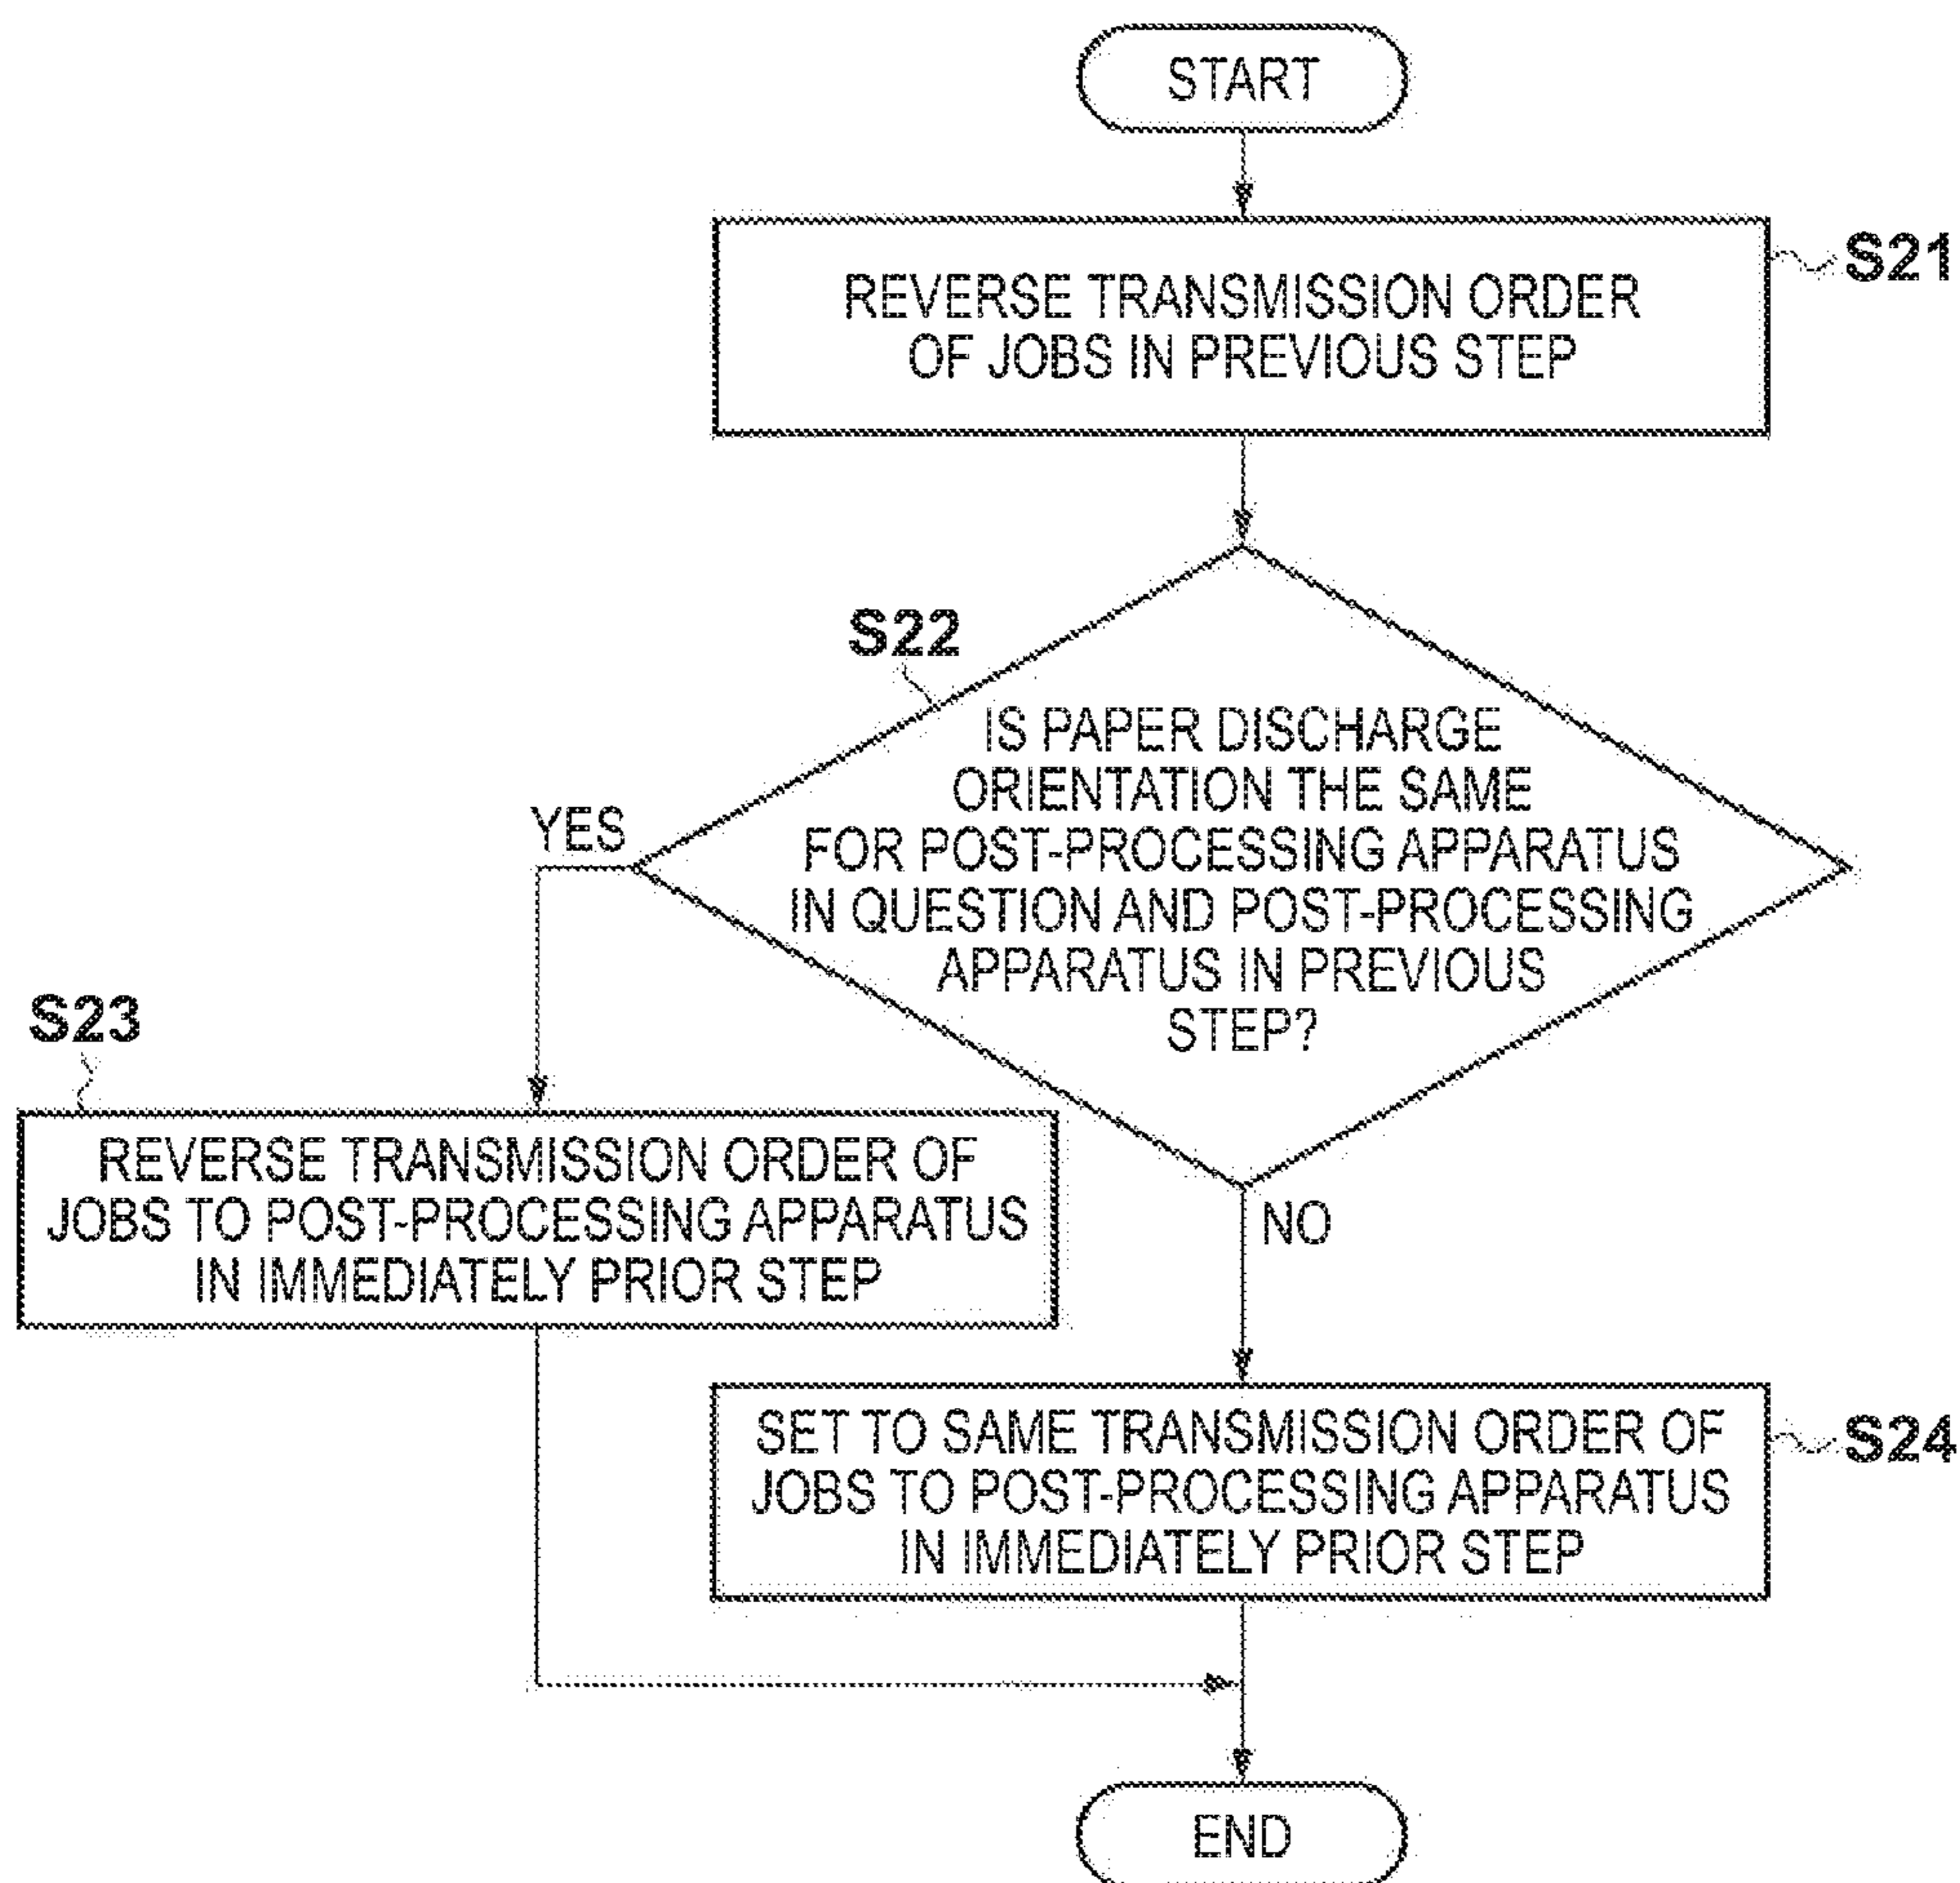 START
S21
REVERSE TRANSMISSION ORDER
OF JOBS IN PREVIOUS STEP
S22
IS PAPER DISCHARGE
ORIENTATION THE SAME
FOR POST-PROCESSING APPARATUS
IN QUESTION AND POST-PROCESSING
APPARATUS IN PREVIOUS
STEP?
YES
NO
S23
REVERSE TRANSMISSION ORDER OF
JOBS TO POST-PROCESSING APPARATUS
IN IMMEDIATELY PRIOR STEP
S24
SET TO SAME TRANSMISSION ORDER OF
JOBS TO POST-PROCESSING APPARATUS
IN IMMEDIATELY PRIOR STEP
END